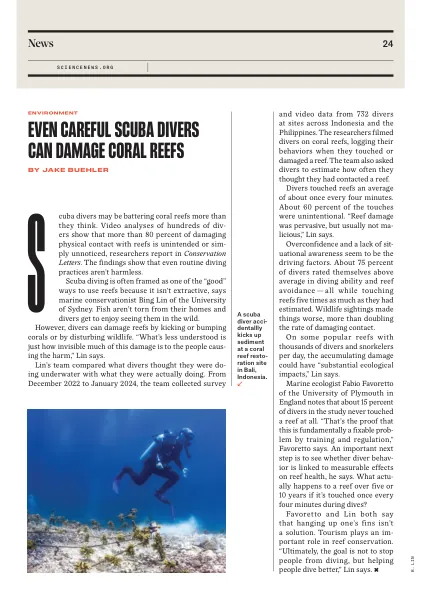 News
24
SCIENCENEWS.ORG
ENVIRONMENT
EVEN CAREFUL SCUBA DIVERS
CAN DAMAGE CORAL REEFS
BY JAKE BUEHLER
Scuba divers may be battering coral reefs more than
they think. Video analyses of hundreds of div-
ers show that more than 80 percent of damaging
physical contact with reefs is unintended or sim-
ply unnoticed, researchers report in Conservation
Letters. The findings show that even routine diving
practices aren't harmless.
Scuba diving is often framed as one of the "good"
ways to use reefs because it isn't extractive, says
marine conservationist Bing Lin of the University
of Sydney. Fish aren't torn from their homes and
divers get to enjoy seeing them in the wild.
However, divers can damage reefs by kicking or bumping
corals or by disturbing wildlife. "What's less understood is
just how invisible much of this damage is to the people caus-
ing the harm," Lin says.
Lin's team compared what divers thought they were do-
ing underwater with what they were actually doing. From
December 2022 to January 2024, the team collected survey
A scuba
diver acci-
dentallly
kicks up
sediment
at a coral
reef resto-
ration site
in Bali,
Indonesia.
and video data from 732 divers
at sites across Indonesia and the
Philippines. The researchers filmed
divers on coral reefs, logging their
behaviors when they touched or
damaged a reef. The team also asked
divers to estimate how often they
thought they had contacted a reef.
Divers touched reefs an average
of about once every four minutes.
About 60 percent of the touches
were unintentional. "Reef damage
was pervasive, but usually not ma-
licious," Lin says.
Overconfidence and a lack of sit-
uational awareness seem to be the
driving factors. About 75 percent
of divers rated themselves above
average in diving ability and reef
avoidance — all while touching
reefs five times as much as they had
estimated. Wildlife sightings made
things worse, more than doubling
the rate of damaging contact.
On some popular reefs with
thousands of divers and snorkelers
per day, the accumulating damage
could have "substantial ecological
impacts," Lin says.
Marine ecologist Fabio Favoretto
of the University of Plymouth in
England notes that about 15 percent
of divers in the study never touched
a reef at all. "That's the proof that
this is fundamentally a fixable prob-
lem by training and regulation,"
Favoretto says. An important next
step is to see whether diver behav-
ior is linked to measurable effects
on reef health, he says. What actu-
ally happens to a reef over five or
10 years if it's touched once every
four minutes during dives?
Favoretto and Lin both say
that hanging up one's fins isn't
a solution. Tourism plays an im-
portant role in reef conservation.
"Ultimately, the goal is not to stop
people from diving, but helping
people dive better," Lin says.
B. LIN